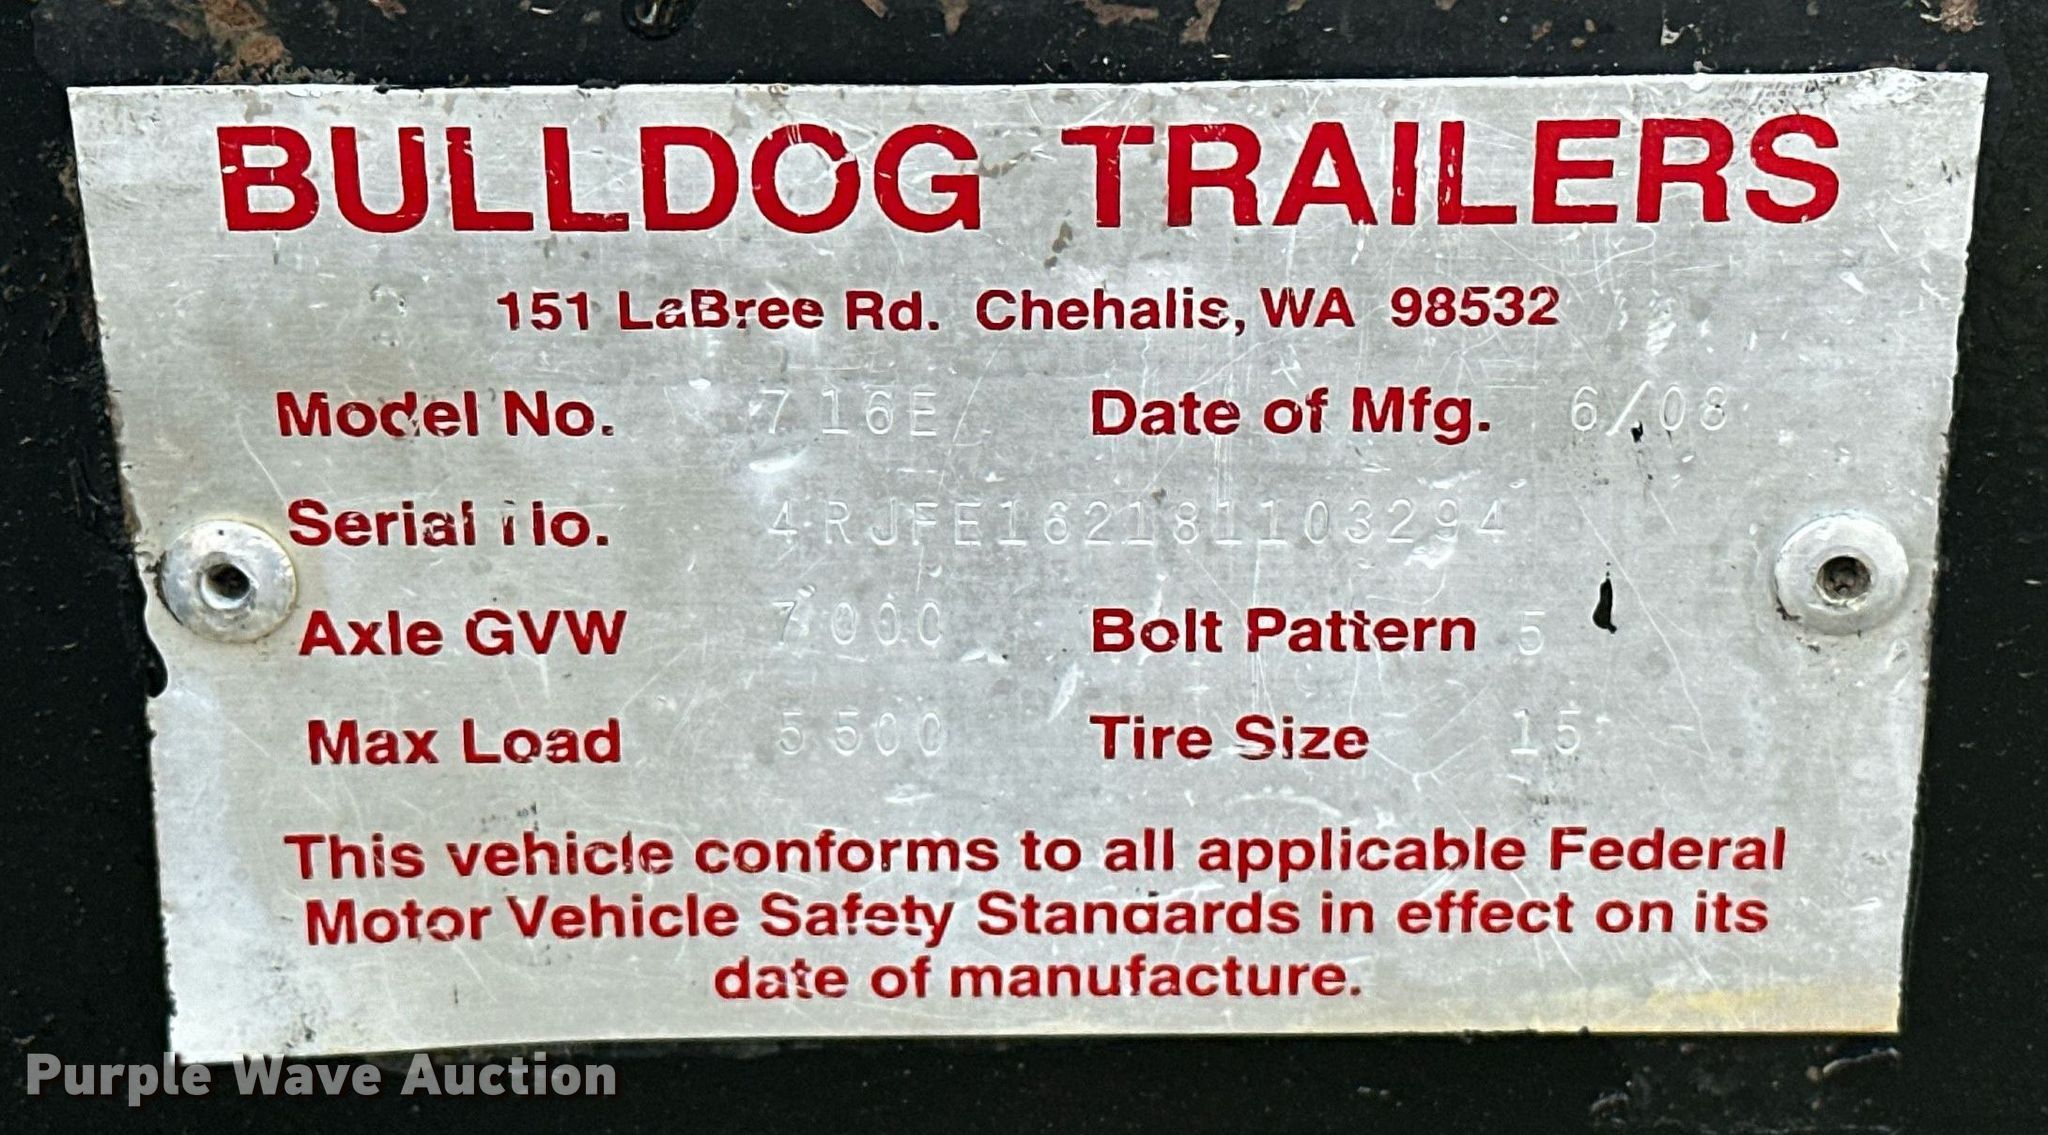 BULLDOG TRAILERS
151 LaBree Rd. Chehalis, WA 98532
Model No. 716E Date of Mfg. 6/08
Serial No. 4RJFE162181103294
Axle GVW 7000 Bolt Pattern 5
Max Load 5500 Tire Size 15
This vehicle conforms to all applicable Federal
Motor Vehicle Safety Standards in effect on its
date of manufacture.
Purple Wave Auction